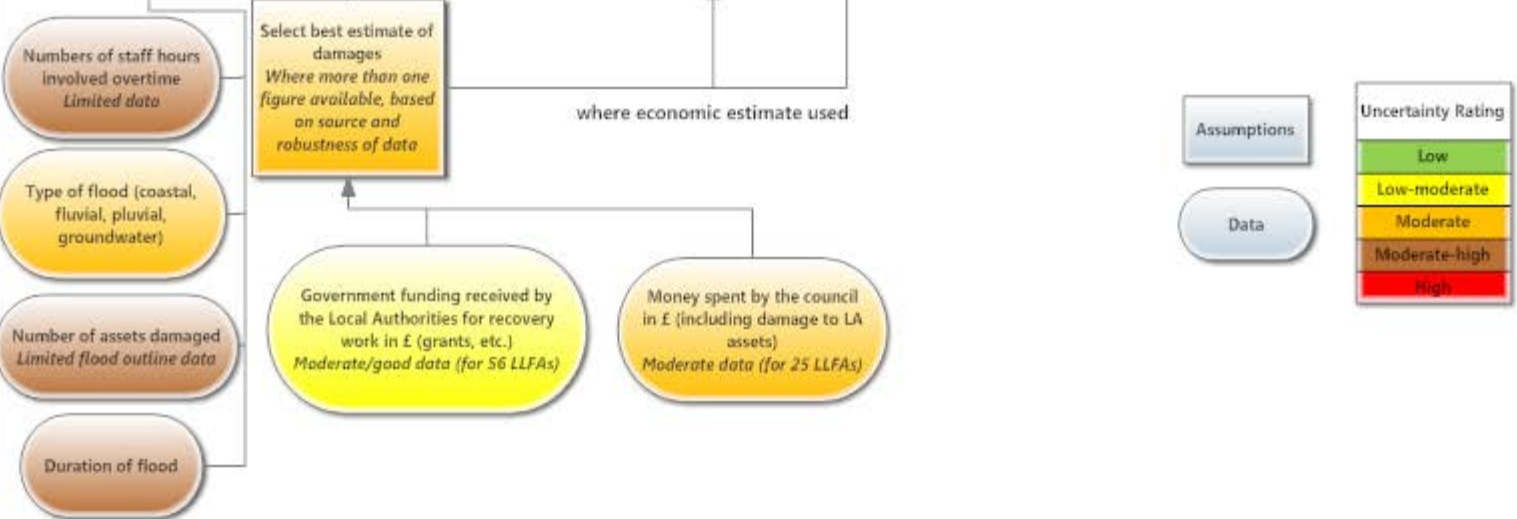 Numbers of staff hours
involved overtime
Limited data
Type of flood (coastal,
fluvial, pluvial,
groundwater)
Number of assets damaged
Limited flood outline data
Duration of flood
Select best estimate of
damages
Where more than one
figure available, based
on source and
robustness of data
where economic estimate used
Government funding received by
the Local Authorities for recovery
work in £ (grants, etc.)
Moderate/good data (for 56 LLFAs)
Money spent by the council
in £ (including damage to LA
assets)
Moderate data (for 25 LLFAs)
Assumptions
Data
Uncertainty Rating
Low
Low-moderate
Moderate
Moderate-high
High